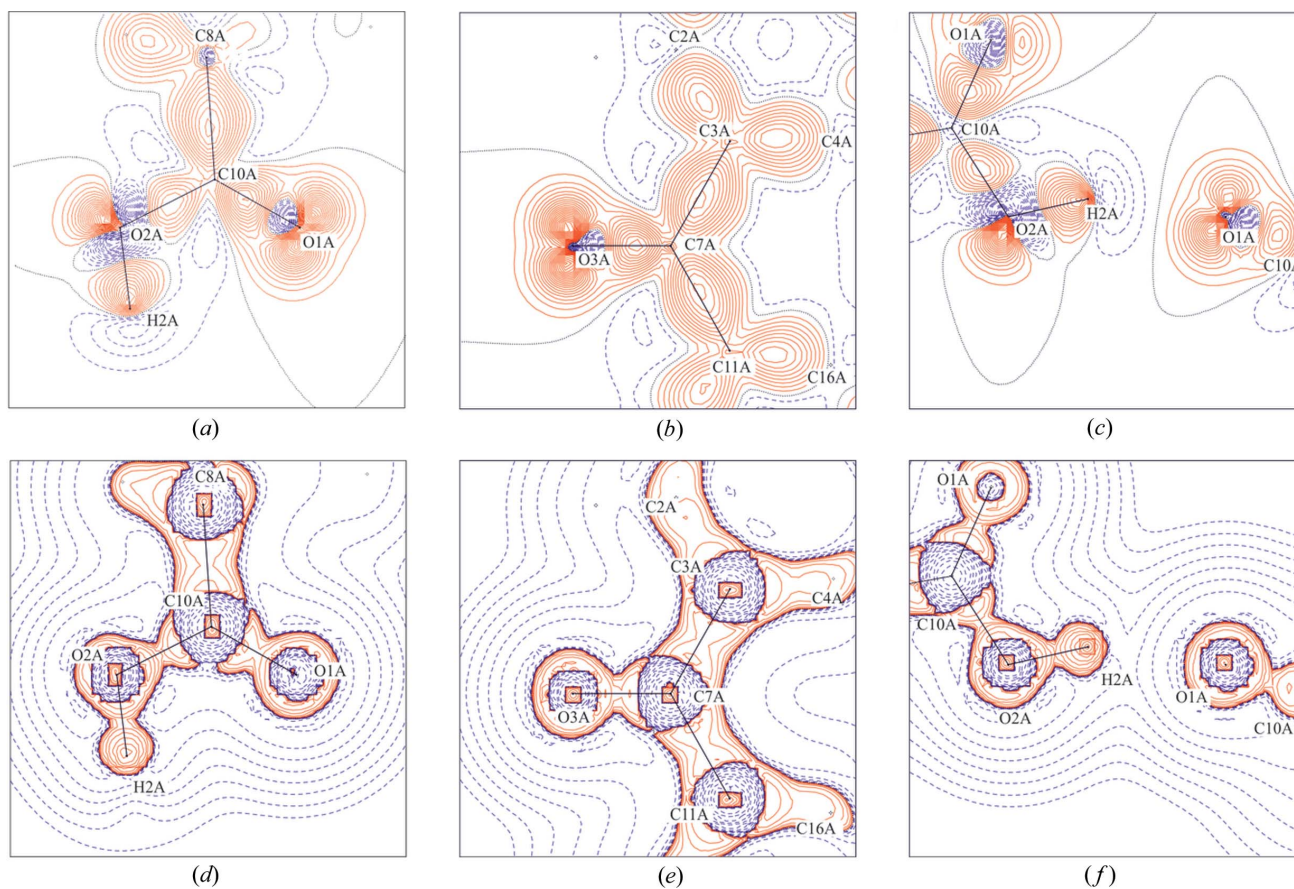 C8A
C10A
O2A
O1A
H2A
(a)
C2A
C3A
C4A
O3A
C7A
C11A
C16A
(b)
O1A
C10A
H2A
O2A
O1A
C10A
(c)
C8A
C10A
O2A
O1A
H2A
(d)
C2A
C3A
C4A
O3A
C7A
C11A
C16A
(e)
O1A
C10A
H2A
O2A
O1A
C10A
(f)